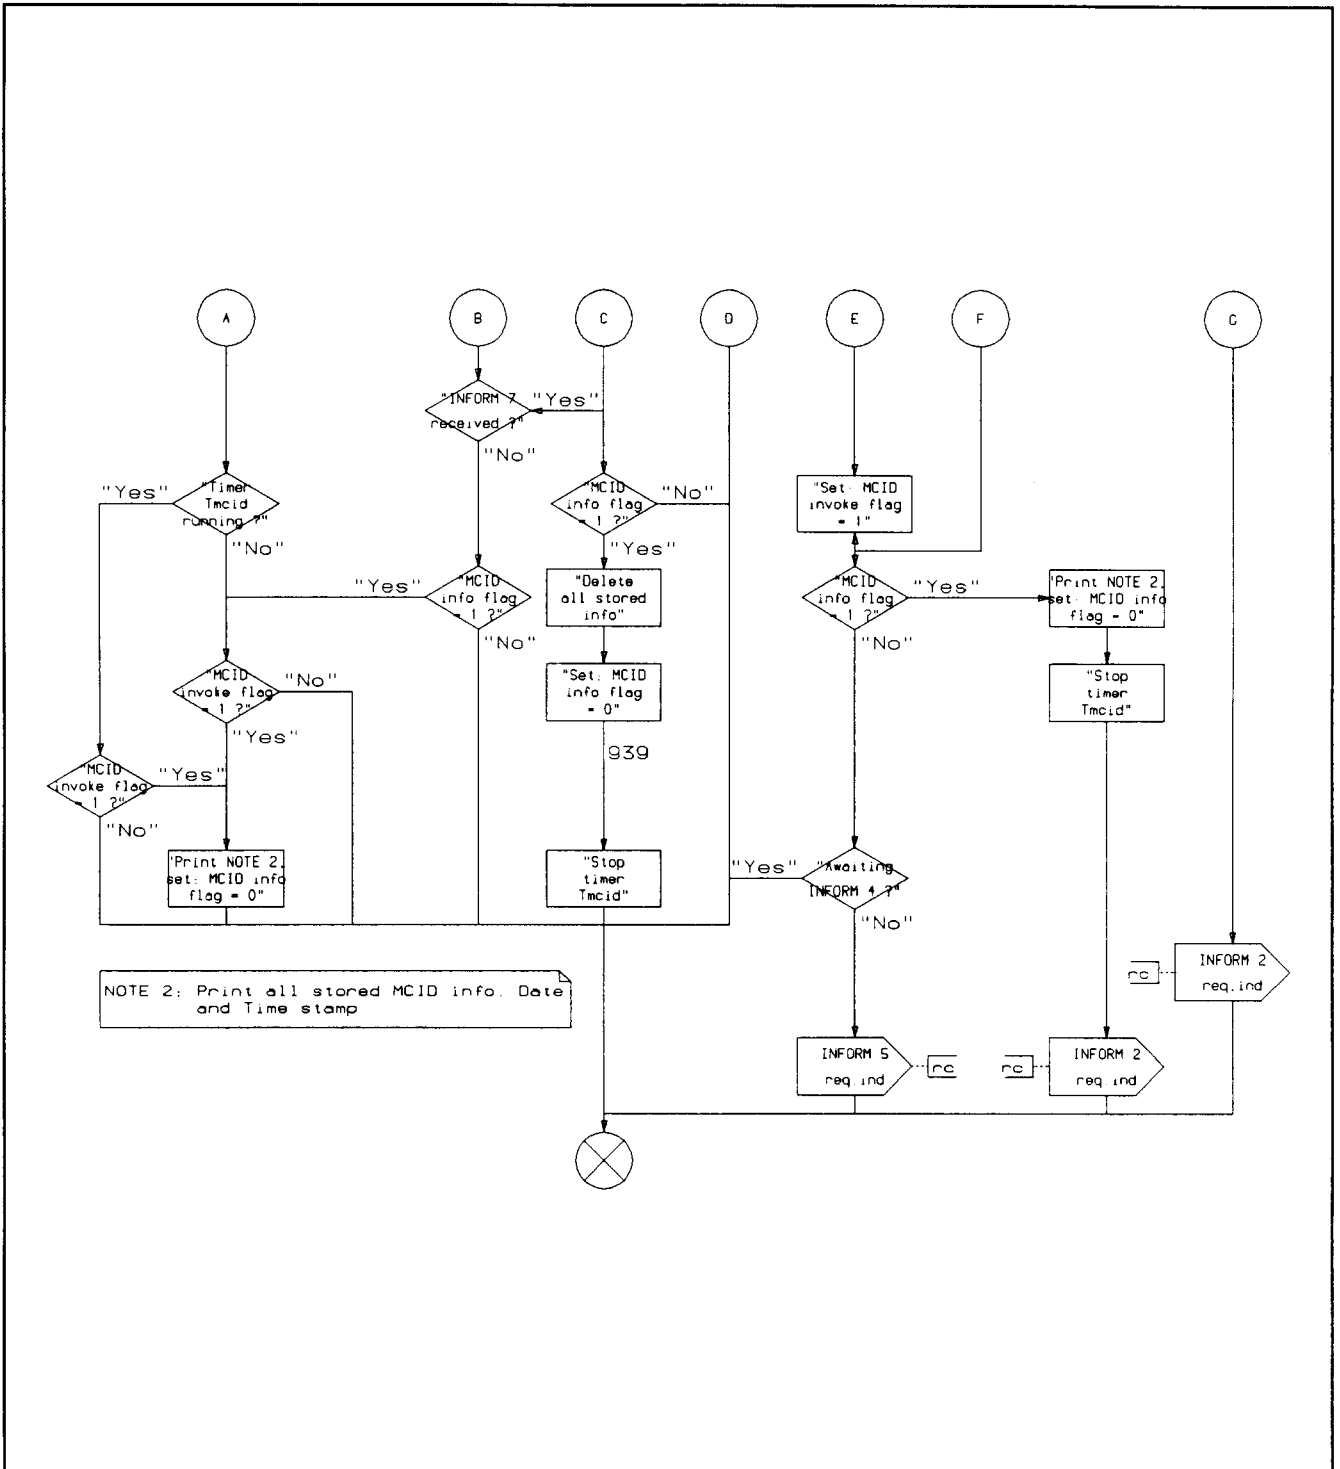 A
B
C
D
E
F
G
"INFORM 7
received ?"
"Yes"
"No"
"Timer
Tmcid
running ?"
"Yes"
"No"
"MCID
info flag
= 1 ?"
"No"
"Yes"
"Set: MCID
invoke flag
= 1"
"MCID
info flag
= 1 ?"
"Yes"
"No"
"Delete
all stored
info"
"MCID
info flag
= 1 ?"
"Yes"
"No"
"Print NOTE 2,
set: MCID info
flag = 0"
"MCID
invoke flag
= 1 ?"
"No"
"Yes"
"Set: MCID
info flag
= 0"
"Stop
timer
Tmcid"
939
"MCID
invoke flag
= 1 ?"
"Yes"
"No"
"Print NOTE 2,
set: MCID info
flag = 0"
"Stop
timer
Tmcid"
"Yes"
"Awaiting
INFORM 4 ?"
"No"
INFORM 2
req.ind
rc
NOTE 2: Print all stored MCID info. Date
and Time stamp
INFORM 5
req.ind
rc
rc
INFORM 2
req.ind